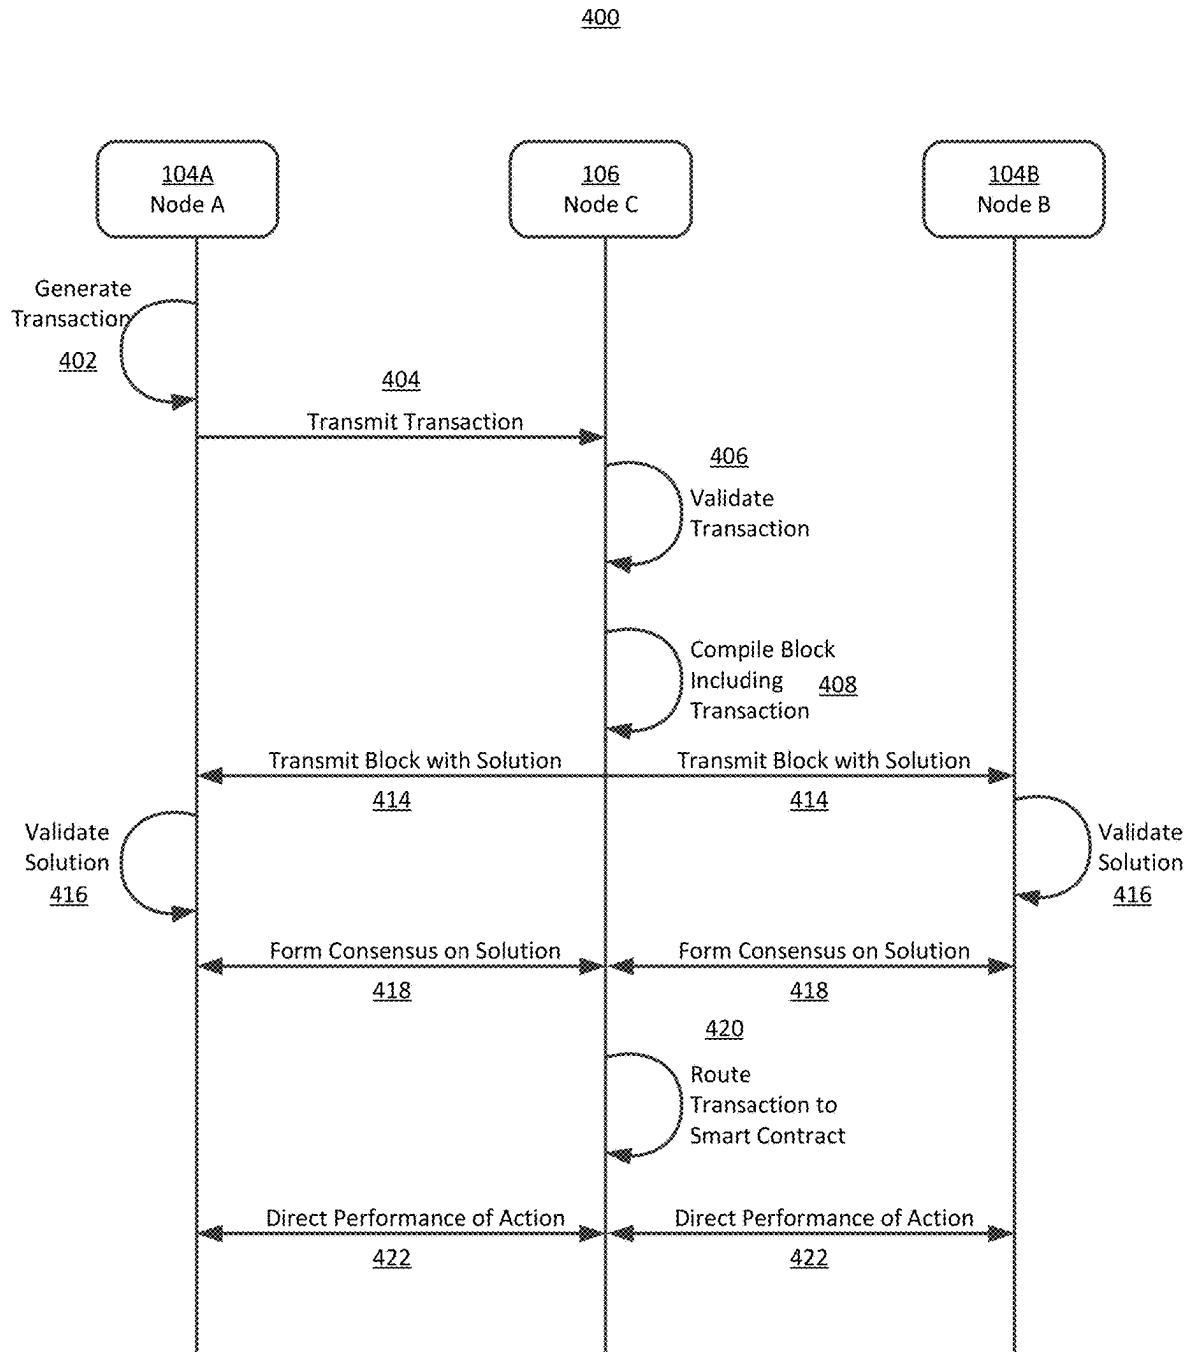 400
104A
Node A
106
Node C
104B
Node B
Generate
Transaction
402
404
Transmit Transaction
406
Validate
Transaction
Compile Block
Including
408
Transaction
Transmit Block with Solution
414
Transmit Block with Solution
414
Validate
Solution
416
Validate
Solution
416
Form Consensus on Solution
418
Form Consensus on Solution
418
420
Route
Transaction to
Smart Contract
Direct Performance of Action
422
Direct Performance of Action
422